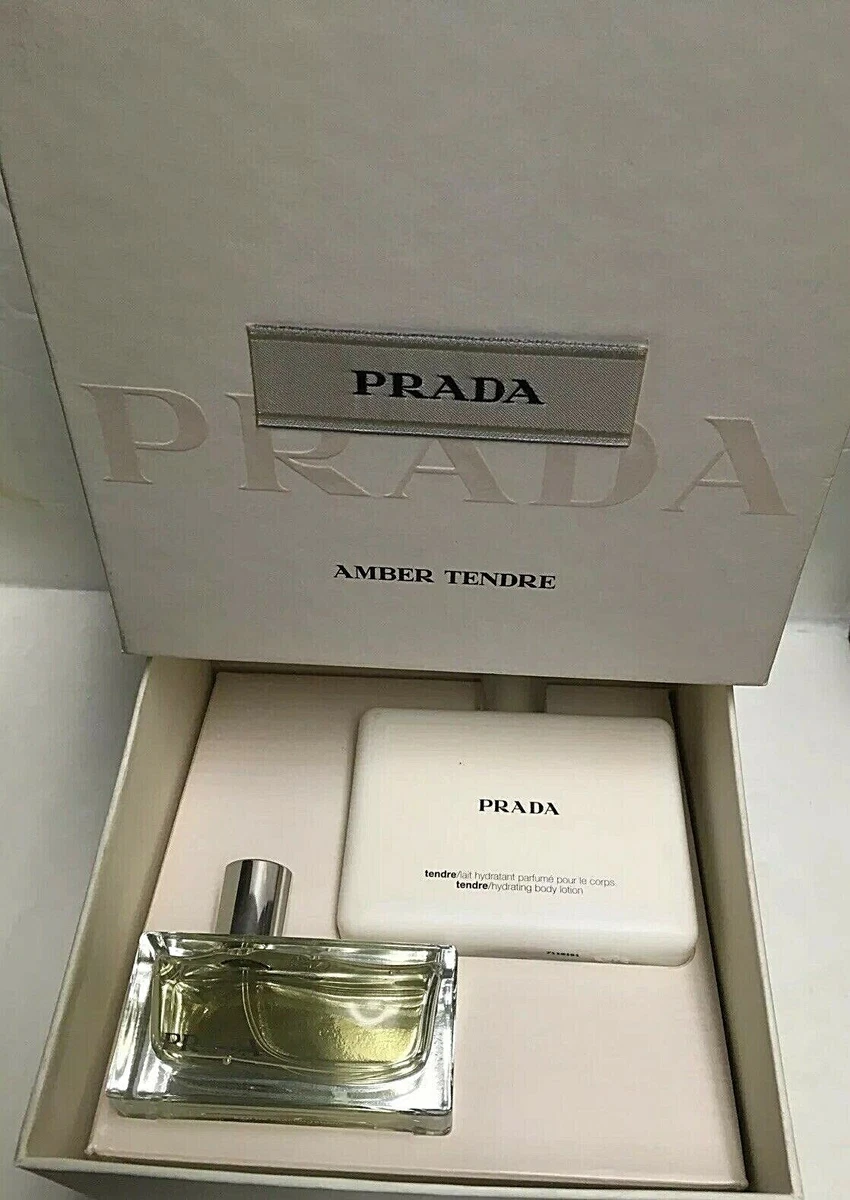 PRADA
PRADA
AMBER TENDRE
PRADA
tendre/lait hydratant parfumé pour le corps
tendre/hydrating body lotion